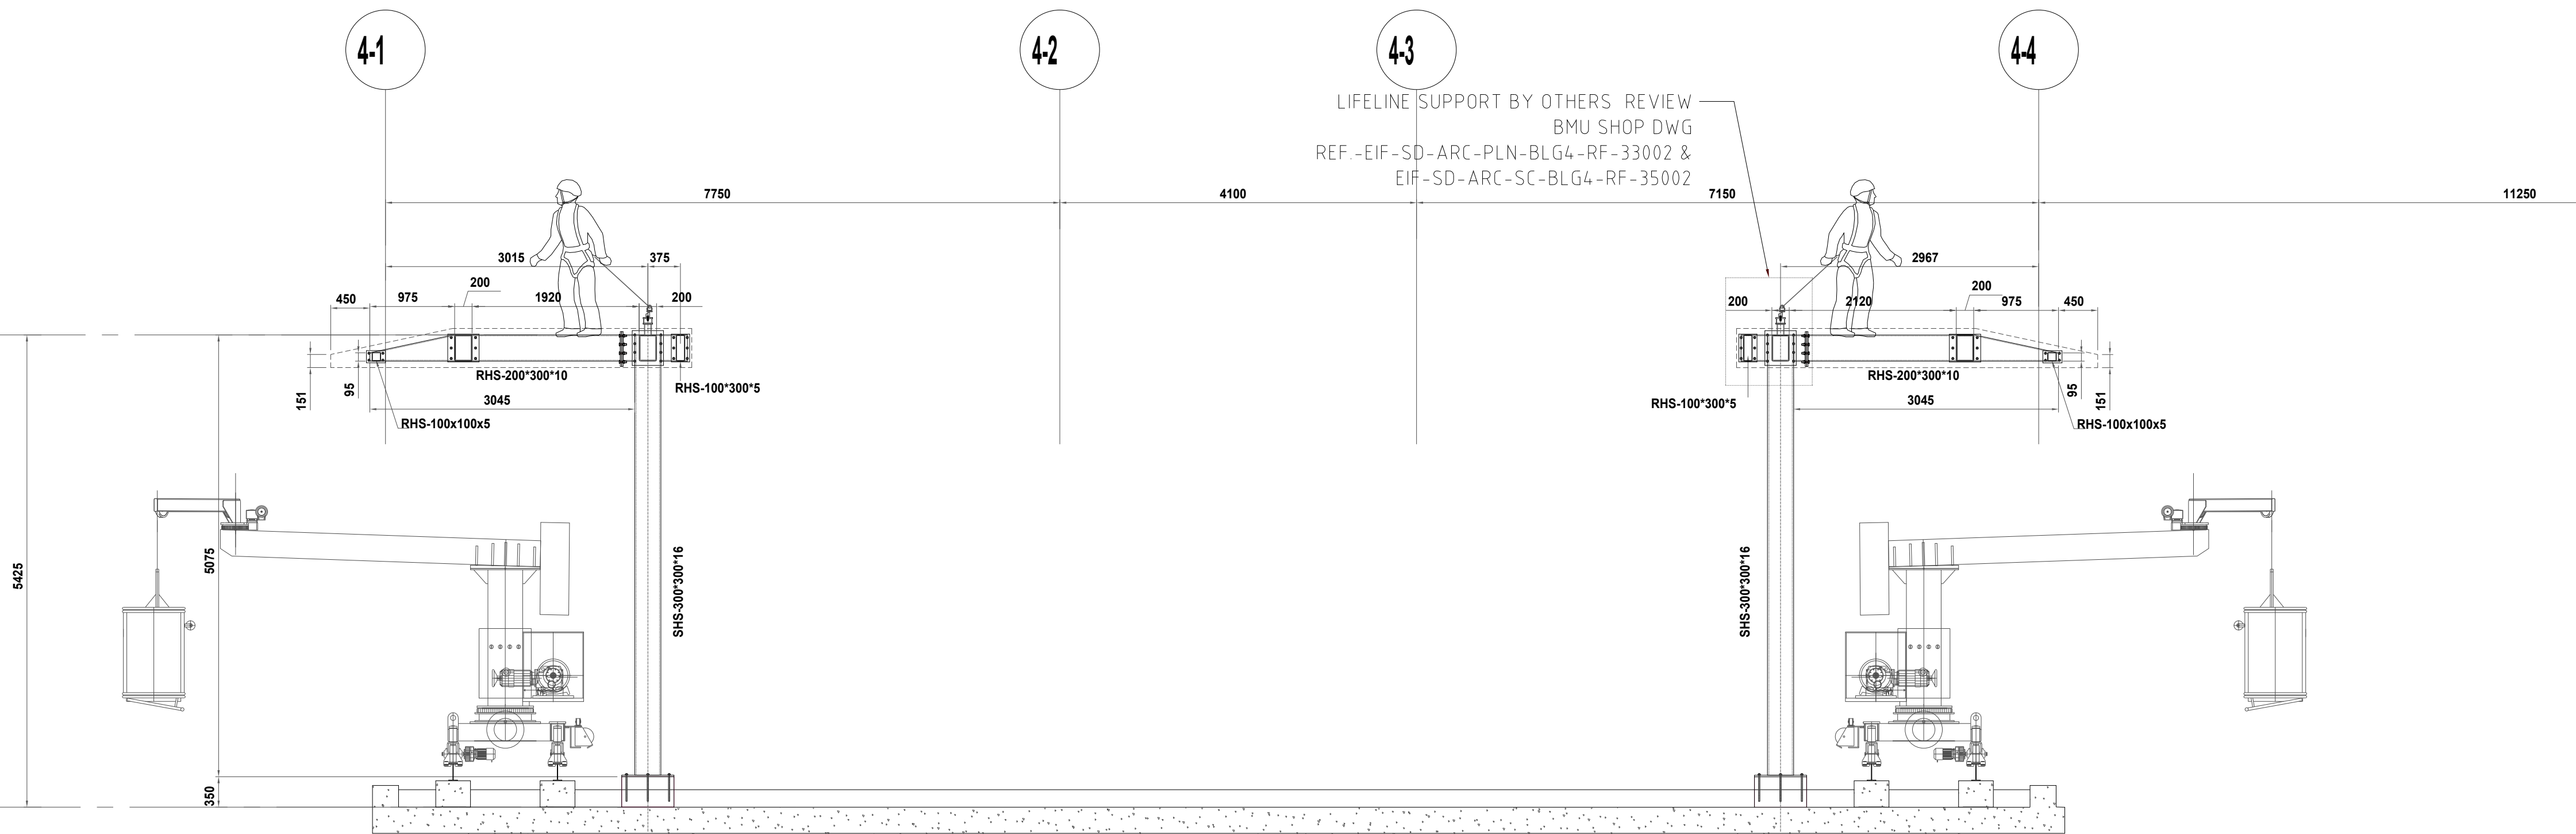 4-1
4-2
4-3
4-4
LIFELINE SUPPORT BY OTHERS REVIEW
BMU SHOP DWG
REF.-EIF-SD-ARC-PLN-BLG4-RF-33002 &
EIF-SD-ARC-SC-BLG4-RF-35002
7750
4100
7150
11250
3015
375
2967
200
200
450
975
1920
200
200
2120
975
450
RHS-200*300*10
RHS-100*300*5
RHS-100*300*5
RHS-200*300*10
151
95
95
151
3045
3045
RHS-100x100x5
RHS-100x100x5
5425
5075
SHS-300*300*16
SHS-300*300*16
350